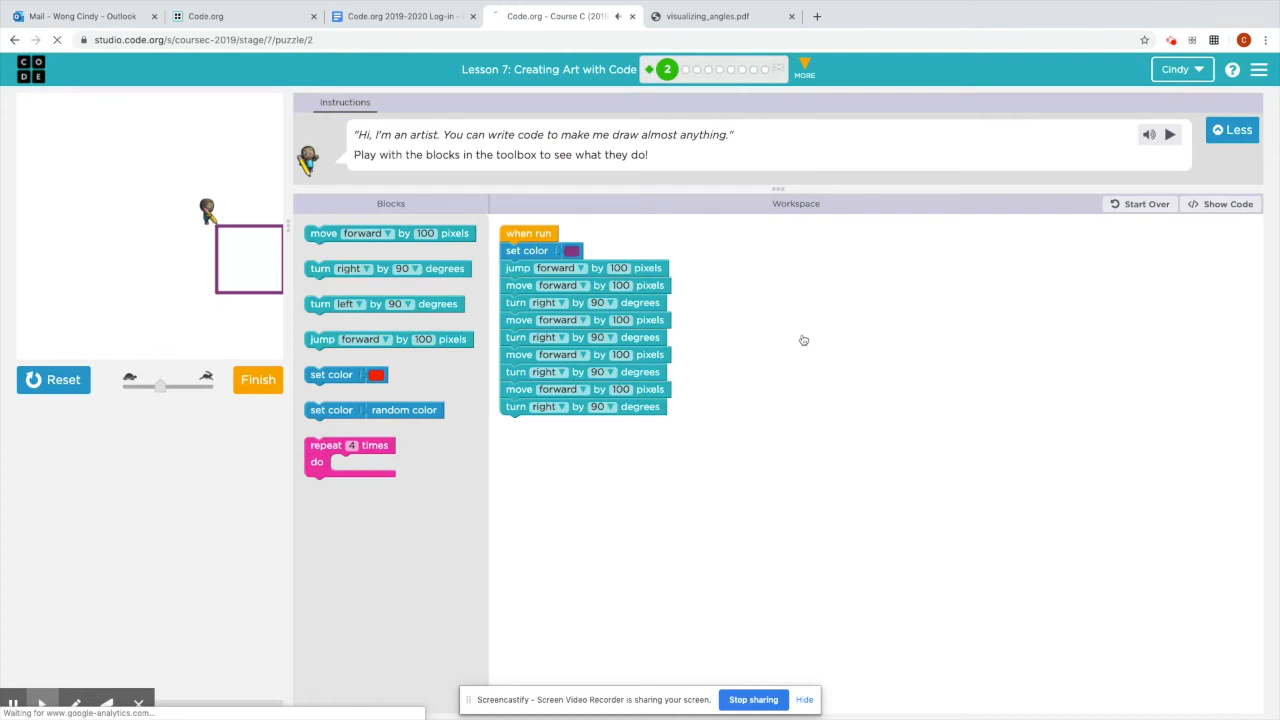 Mail - Wong Cindy - Outlook
Code.org
Code.org 2019-2020 Log-in -
Code.org - Course C (2019
visualizing_angles.pdf
studio.code.org/s/coursec-2019/stage/7/puzzle/2
C
CODE
Lesson 7: Creating Art with Code
2
MORE
Cindy
?
Instructions
"Hi, I'm an artist. You can write code to make me draw almost anything."
Play with the blocks in the toolbox to see what they do!
Less
Blocks
Workspace
Start Over
</> Show Code
move forward by 100 pixels
turn right by 90 degrees
turn left by 90 degrees
jump forward by 100 pixels
set color
set color random color
repeat 4 times
do
when run
set color
jump forward by 100 pixels
move forward by 100 pixels
turn right by 90 degrees
move forward by 100 pixels
turn right by 90 degrees
move forward by 100 pixels
turn right by 90 degrees
move forward by 100 pixels
turn right by 90 degrees
Reset
Finish
Screencastify - Screen Video Recorder is sharing your screen.
Stop sharing
Hide
Waiting for www.google-analytics.com...